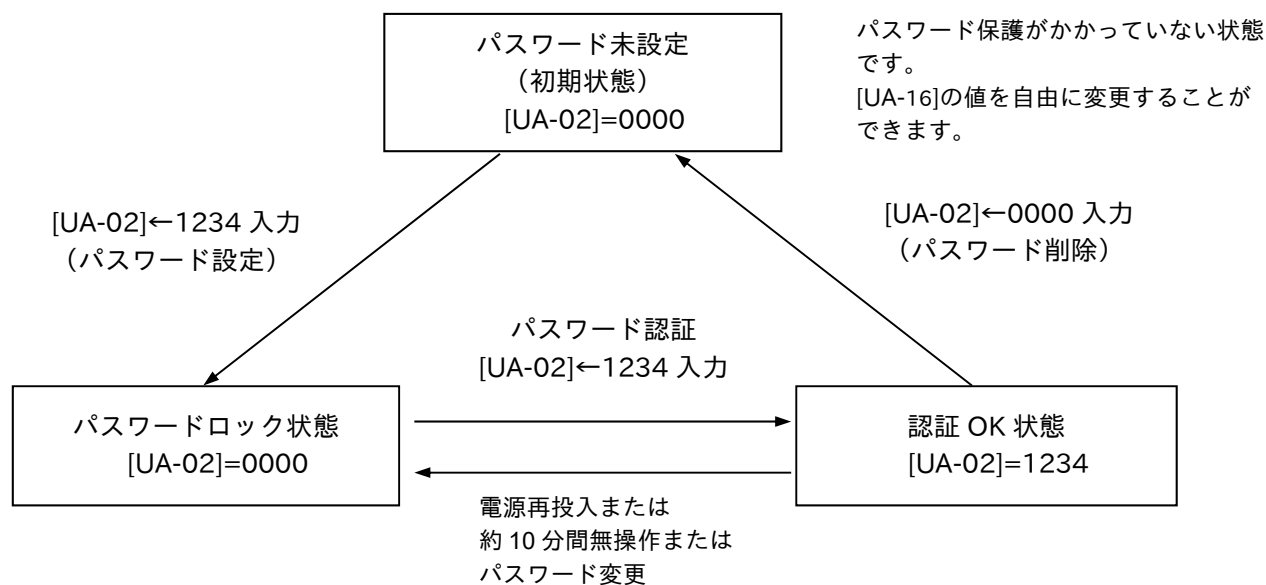 パスワード未設定
（初期状態）
[UA-02]=0000
パスワード保護がかかっていない状態
です。
[UA-16]の値を自由に変更することが
できます。
[UA-02]←1234 入力
（パスワード設定）
[UA-02]←0000 入力
（パスワード削除）
パスワード認証
[UA-02]←1234 入力
パスワードロック状態
[UA-02]=0000
認証 OK 状態
[UA-02]=1234
電源再投入または
約 10 分間無操作または
パスワード変更